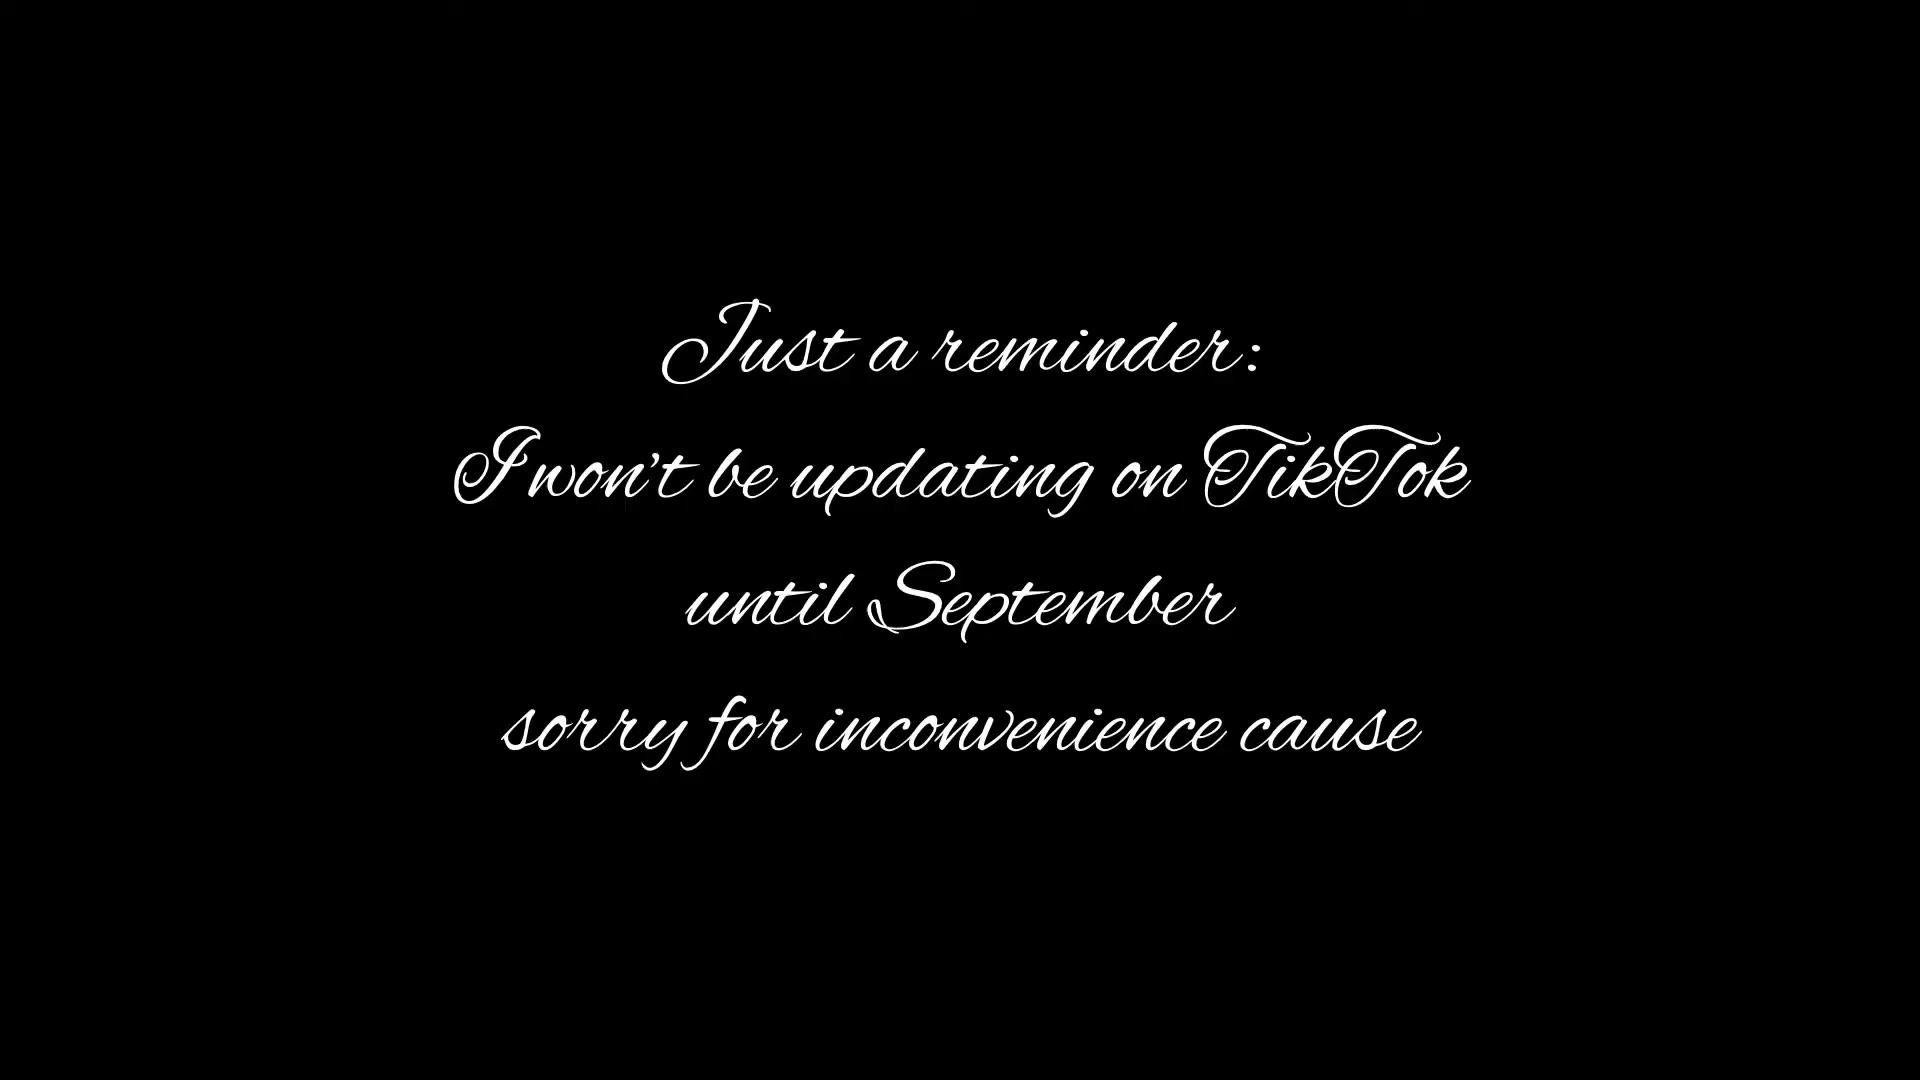 Just a reminder:
I won't be updating on TikTok
until September
sorry for inconvenience cause